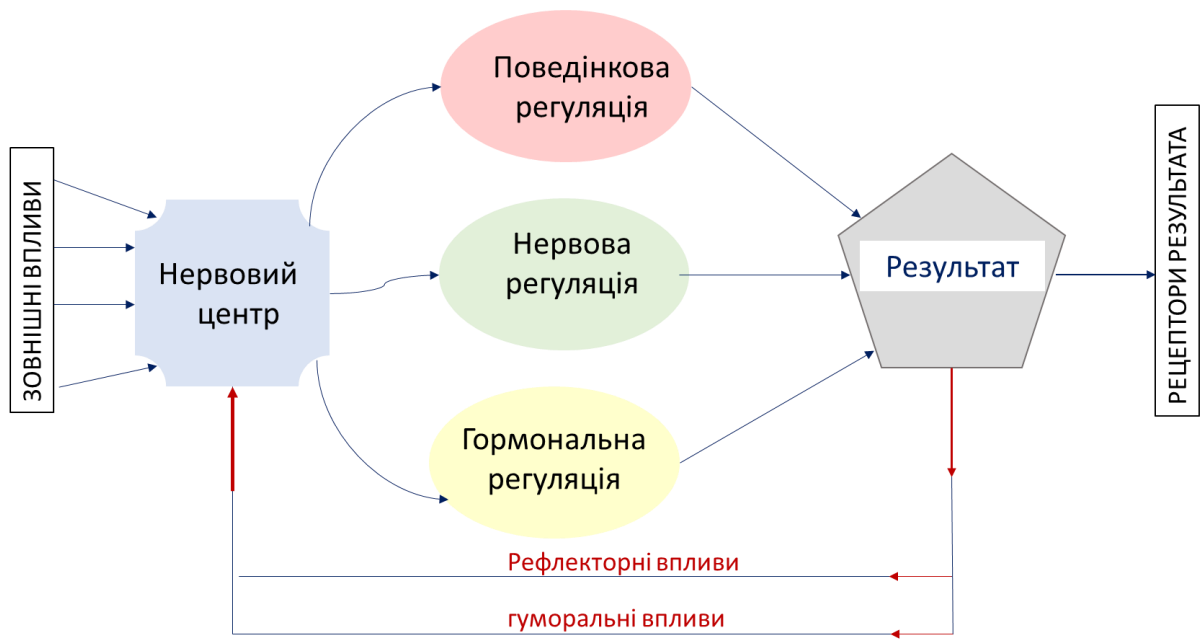 ЗОВНІШНІ ВПЛИВИ
Нервовий
центр
Поведінкова
регуляція
Нервова
регуляція
Гормональна
регуляція
Результат
РЕЦЕПТОРИ РЕЗУЛЬТАТА
Рефлекторні впливи
гуморальні впливи